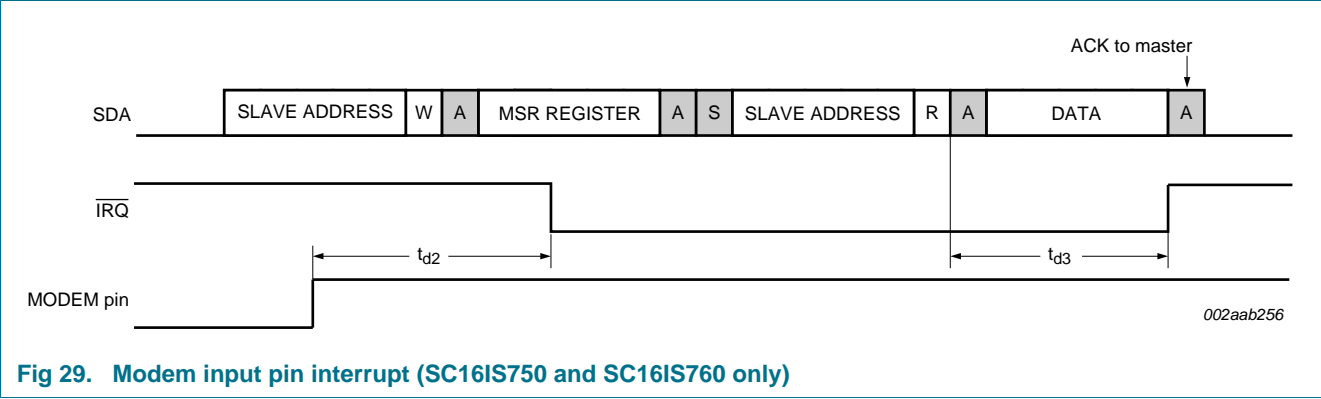 ACK to master
SDA SLAVE ADDRESS W A MSR REGISTER A S SLAVE ADDRESS R A DATA A
IRQ
td2 td3
MODEM pin
002aab256
Fig 29. Modem input pin interrupt (SC16IS750 and SC16IS760 only)